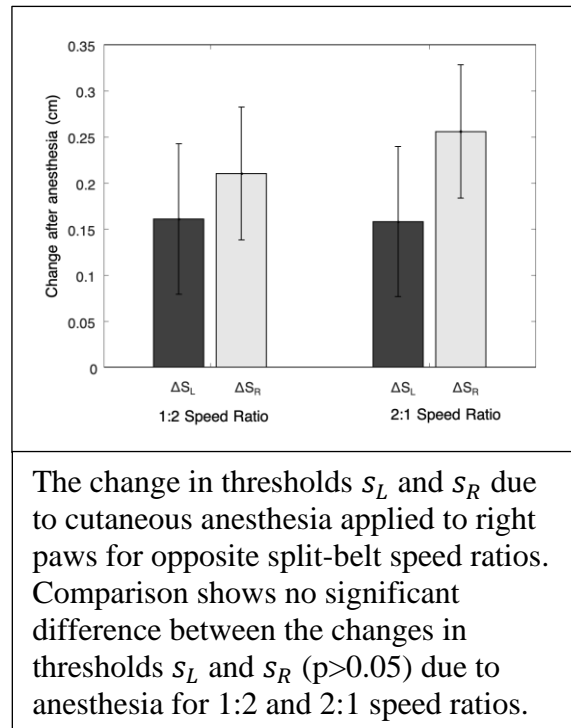 0.35
0.3
0.25
0.2
0.15
0.1
0.05
0
Change after anesthesia (cm)
ΔS_L ΔS_R ΔS_L ΔS_R
1:2 Speed Ratio 2:1 Speed Ratio
The change in thresholds s_L and s_R due
to cutaneous anesthesia applied to right
paws for opposite split-belt speed ratios.
Comparison shows no significant
difference between the changes in
thresholds s_L and s_R (p>0.05) due to
anesthesia for 1:2 and 2:1 speed ratios.